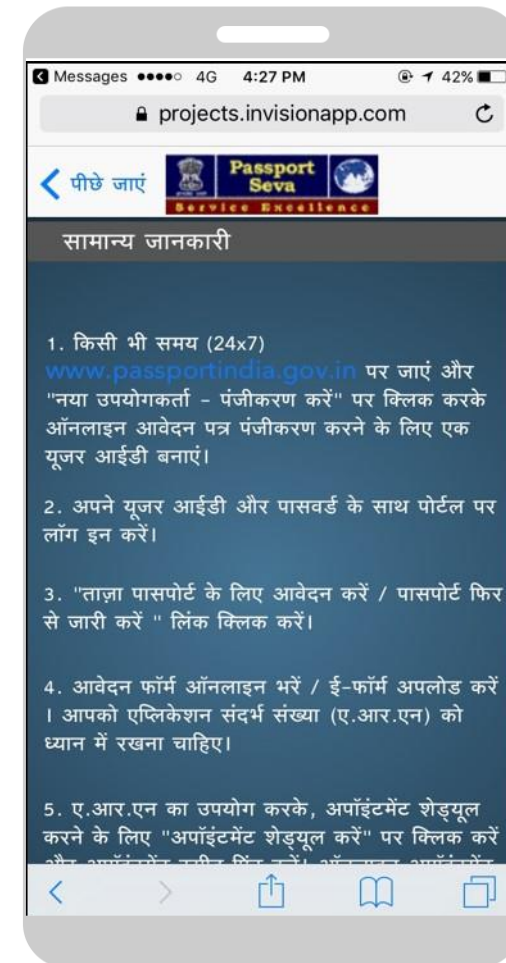 Messages 4G 4:27 PM 42%
projects.invisionapp.com
पीछे जाएं
Passport
Seva
Service Excellence
सामान्य जानकारी
1. किसी भी समय (24x7)
www.passportindia.gov.in पर जाएं और
"नया उपयोगकर्ता – पंजीकरण करें" पर क्लिक करके
ऑनलाइन आवेदन पत्र पंजीकरण करने के लिए एक
यूजर आईडी बनाएं।
2. अपने यूजर आईडी और पासवर्ड के साथ पोर्टल पर
लॉग इन करें।
3. "ताज़ा पासपोर्ट के लिए आवेदन करें / पासपोर्ट फिर
से जारी करें " लिंक क्लिक करें।
4. आवेदन फॉर्म ऑनलाइन भरें / ई-फॉर्म अपलोड करें
। आपको एप्लिकेशन संदर्भ संख्या (ए.आर.एन) को
ध्यान में रखना चाहिए।
5. ए.आर.एन का उपयोग करके, अपॉइंटमेंट शेड्यूल
करने के लिए "अपॉइंटमेंट शेड्यूल करें" पर क्लिक करें